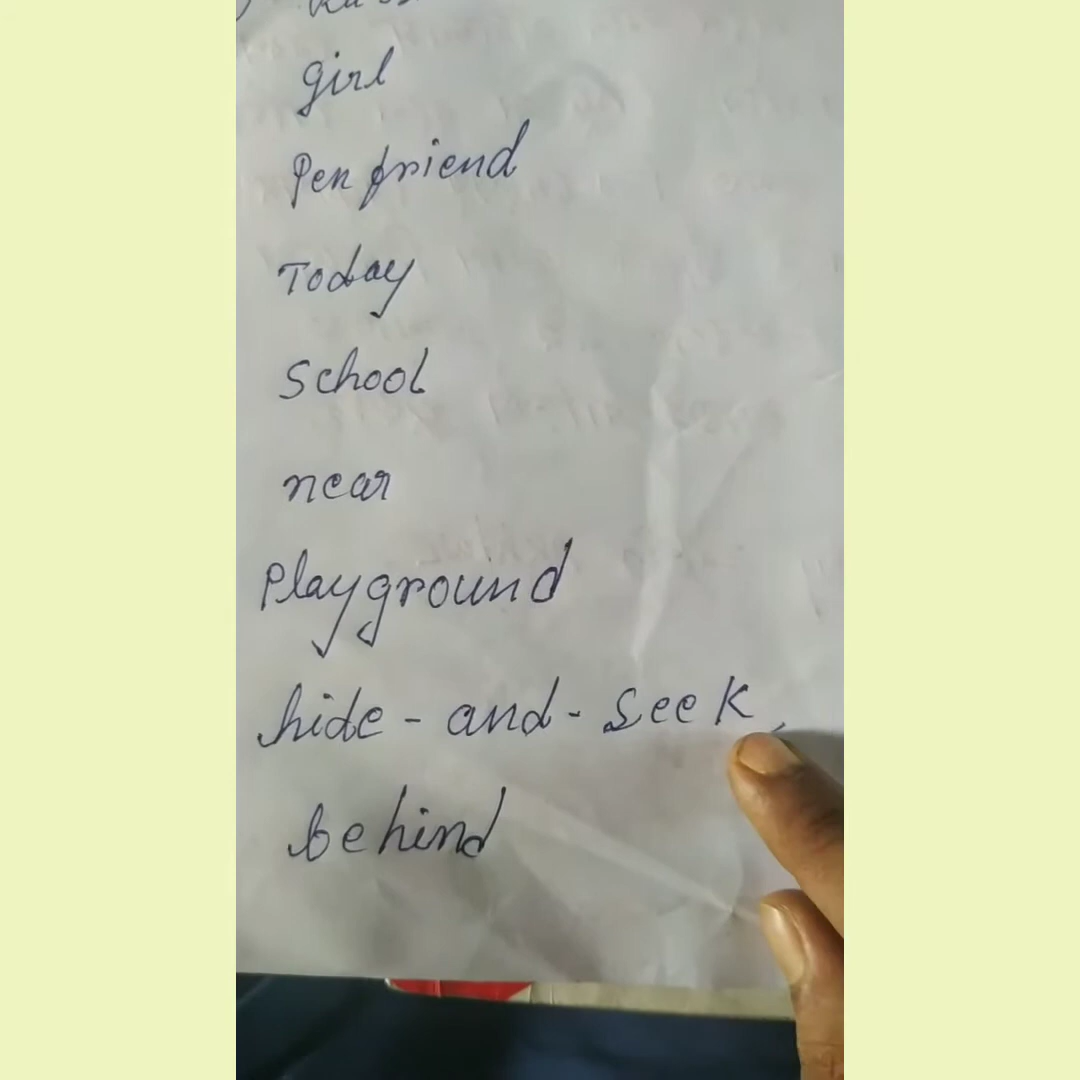 girl
Pen friend
Today
School
near
Playground
hide-and-Seek,
behind